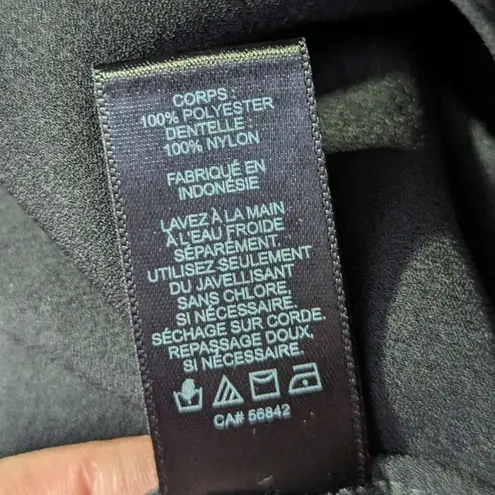 CORPS :
100% POLYESTER
DENTELLE :
100% NYLON
FABRIQUÉ EN
INDONÉSIE
LAVEZ À LA MAIN
À L'EAU FROIDE
SÉPARÉMENT.
UTILISEZ SEULEMENT
DU JAVELLISANT
SANS CHLORE,
SI NÉCESSAIRE.
SÉCHAGE SUR CORDE.
REPASSAGE DOUX,
SI NÉCESSAIRE.
CA# 56842